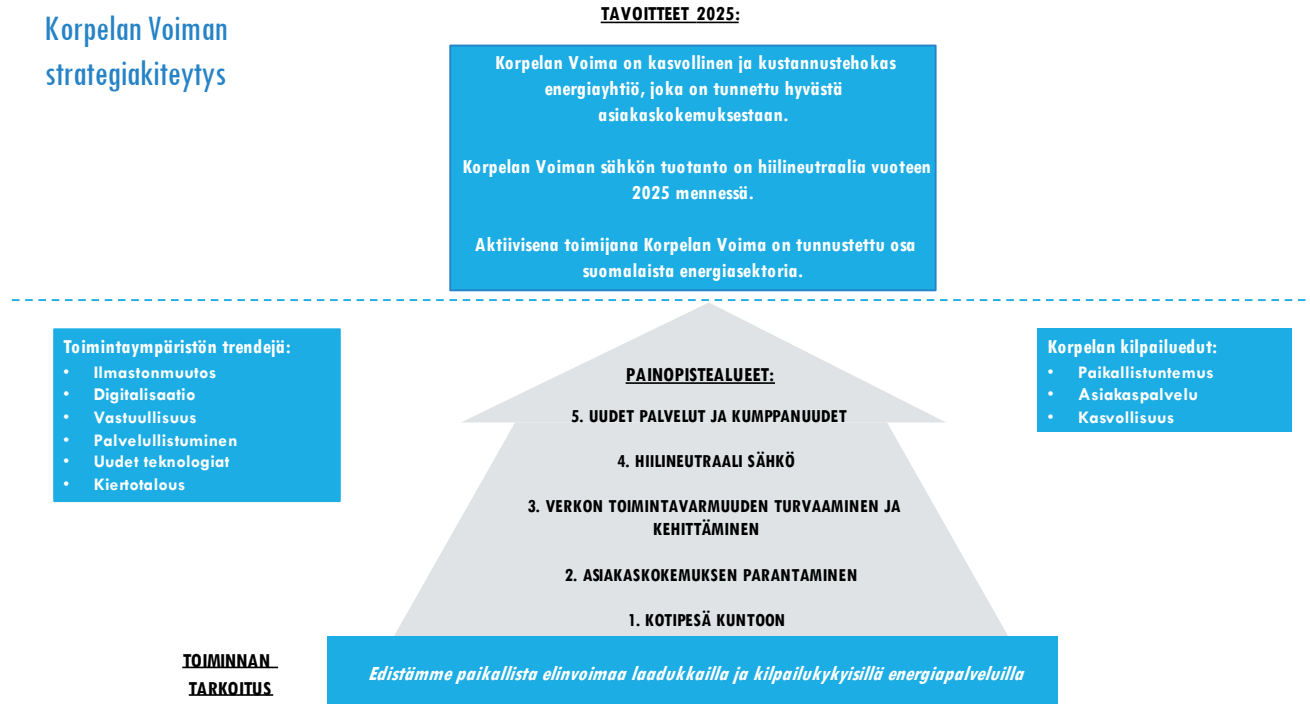 Korpelan Voiman
strategiakiteytys
TAVOITTEET 2025:
Korpelan Voima on kasvollinen ja kustannustehokas
energiayhtiö, joka on tunnettu hyvästä
asiakaskokemuksestaan.
Korpelan Voiman sähkön tuotanto on hiilineutraalia vuoteen
2025 mennessä.
Aktiivisena toimijana Korpelan Voima on tunnustettu osa
suomalaista energiasektoria.
Toimintaympäristön trendejä:
• Ilmastonmuutos
• Digitalisaatio
• Vastuullisuus
• Palvelullistuminen
• Uudet teknologiat
• Kiertotalous
PAINOPISTEALUEET:
5. UUDET PALVELUT JA KUMPPANUUDET
4. HIILINEUTRAALI SÄHKÖ
3. VERKON TOIMINTAVARMUUDEN TURVAAMINEN JA
KEHITTÄMINEN
2. ASIAKASKOKEMUKSEN PARANTAMINEN
1. KOTIPESÄ KUNTOON
Korpelan kilpailuedut:
• Paikallistuntemus
• Asiakaspalvelu
• Kasvollisuus
TOIMINNAN
TARKOITUS
Edistämme paikallista elinvoimaa laadukkailla ja kilpailukykyisillä energiapalveluilla